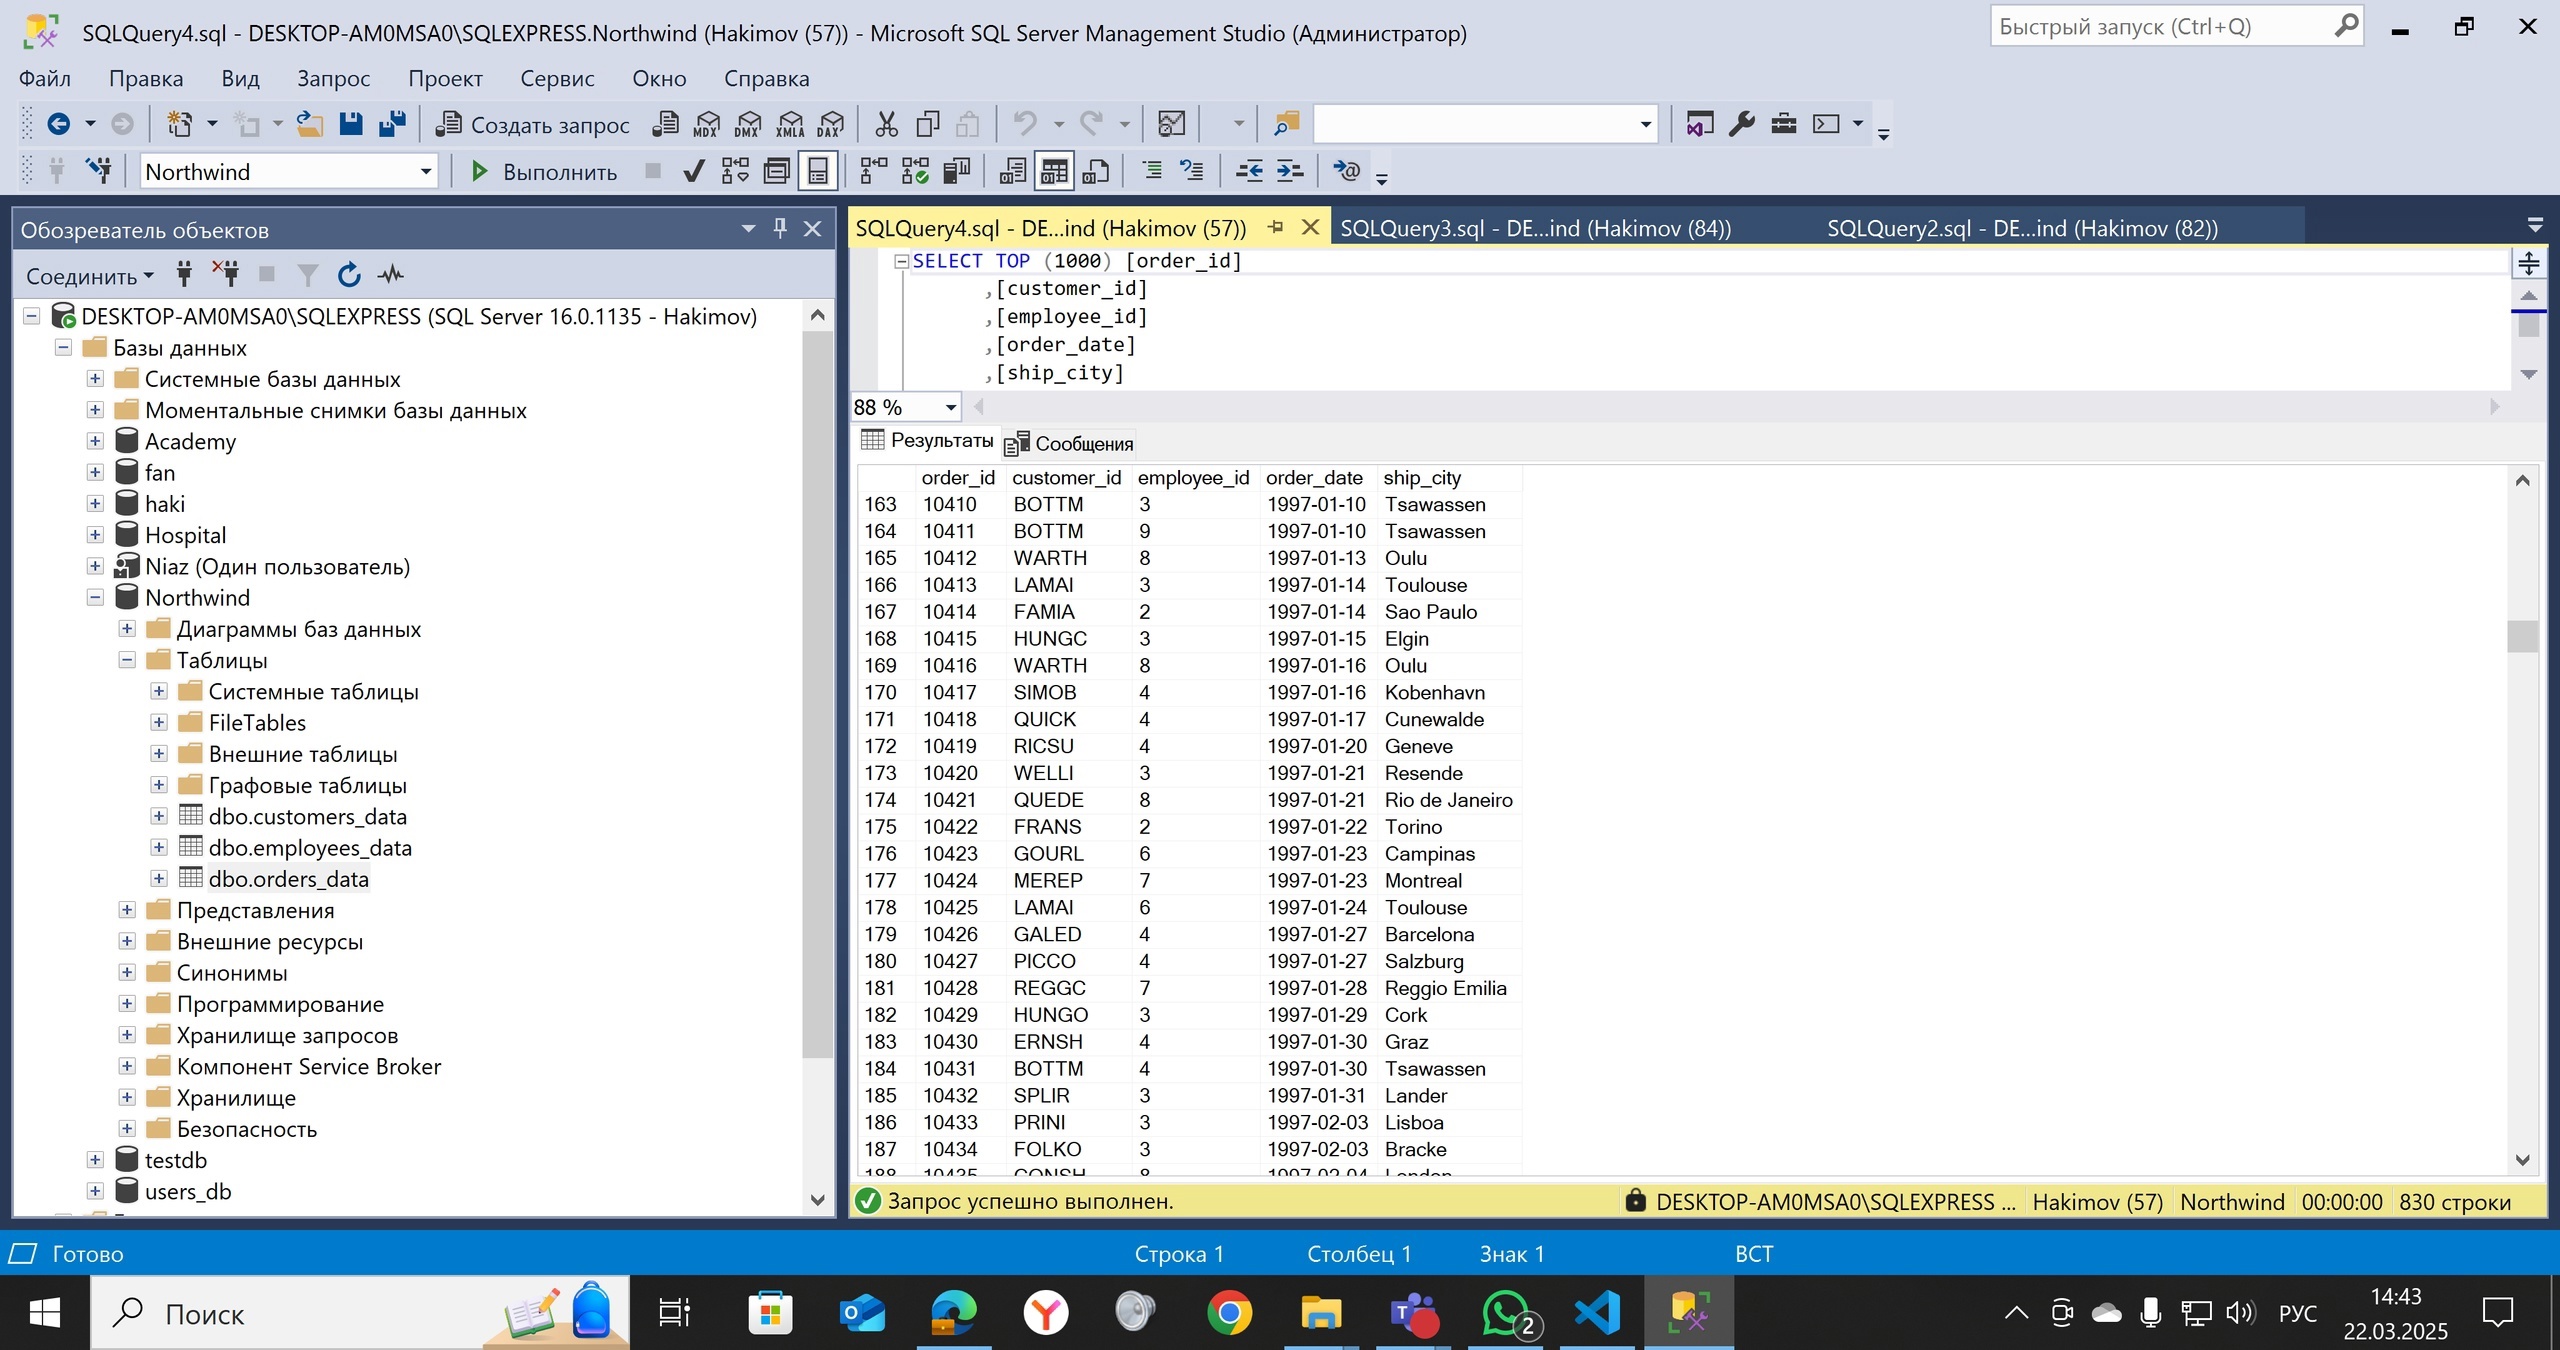 SQLQuery4.sql - DESKTOP-AM0MSA0\SQLEXPRESS.Northwind (Hakimov (57)) - Microsoft SQL Server Management Studio (Администратор)
Быстрый запуск (Ctrl+Q)
Файл Правка Вид Запрос Проект Сервис Окно Справка
Создать запрос MDX DMX XMLA DAX
Northwind Выполнить
Обозреватель объектов
Соединить
DESKTOP-AM0MSA0\SQLEXPRESS (SQL Server 16.0.1135 - Hakimov)
Базы данных
Системные базы данных
Моментальные снимки базы данных
Academy
fan
haki
Hospital
Niaz (Один пользователь)
Northwind
Диаграммы баз данных
Таблицы
Системные таблицы
FileTables
Внешние таблицы
Графовые таблицы
dbo.customers_data
dbo.employees_data
dbo.orders_data
Представления
Внешние ресурсы
Синонимы
Программирование
Хранилище запросов
Компонент Service Broker
Хранилище
Безопасность
testdb
users_db
SQLQuery4.sql - DE...ind (Hakimov (57)) SQLQuery3.sql - DE...ind (Hakimov (84)) SQLQuery2.sql - DE...ind (Hakimov (82))
SELECT TOP (1000) [order_id]
,[customer_id]
,[employee_id]
,[order_date]
,[ship_city]
88 %
Результаты Сообщения
order_id customer_id employee_id order_date ship_city
163 10410 BOTTM 3 1997-01-10 Tsawassen
164 10411 BOTTM 9 1997-01-10 Tsawassen
165 10412 WARTH 8 1997-01-13 Oulu
166 10413 LAMAI 3 1997-01-14 Toulouse
167 10414 FAMIA 2 1997-01-14 Sao Paulo
168 10415 HUNGC 3 1997-01-15 Elgin
169 10416 WARTH 8 1997-01-16 Oulu
170 10417 SIMOB 4 1997-01-16 Kobenhavn
171 10418 QUICK 4 1997-01-17 Cunewalde
172 10419 RICSU 4 1997-01-20 Geneve
173 10420 WELLI 3 1997-01-21 Resende
174 10421 QUEDE 8 1997-01-21 Rio de Janeiro
175 10422 FRANS 2 1997-01-22 Torino
176 10423 GOURL 6 1997-01-23 Campinas
177 10424 MEREP 7 1997-01-23 Montreal
178 10425 LAMAI 6 1997-01-24 Toulouse
179 10426 GALED 4 1997-01-27 Barcelona
180 10427 PICCO 4 1997-01-27 Salzburg
181 10428 REGGC 7 1997-01-28 Reggio Emilia
182 10429 HUNGO 3 1997-01-29 Cork
183 10430 ERNSH 4 1997-01-30 Graz
184 10431 BOTTM 4 1997-01-30 Tsawassen
185 10432 SPLIR 3 1997-01-31 Lander
186 10433 PRINI 3 1997-02-03 Lisboa
187 10434 FOLKO 3 1997-02-03 Bracke
188 10435 CONSH 8 1997-02-04 London
Запрос успешно выполнен. DESKTOP-AM0MSA0\SQLEXPRESS ... Hakimov (57) Northwind 00:00:00 830 строки
Готово Строка 1 Столбец 1 Знак 1 ВСТ
Поиск
2
РУС
14:43
22.03.2025